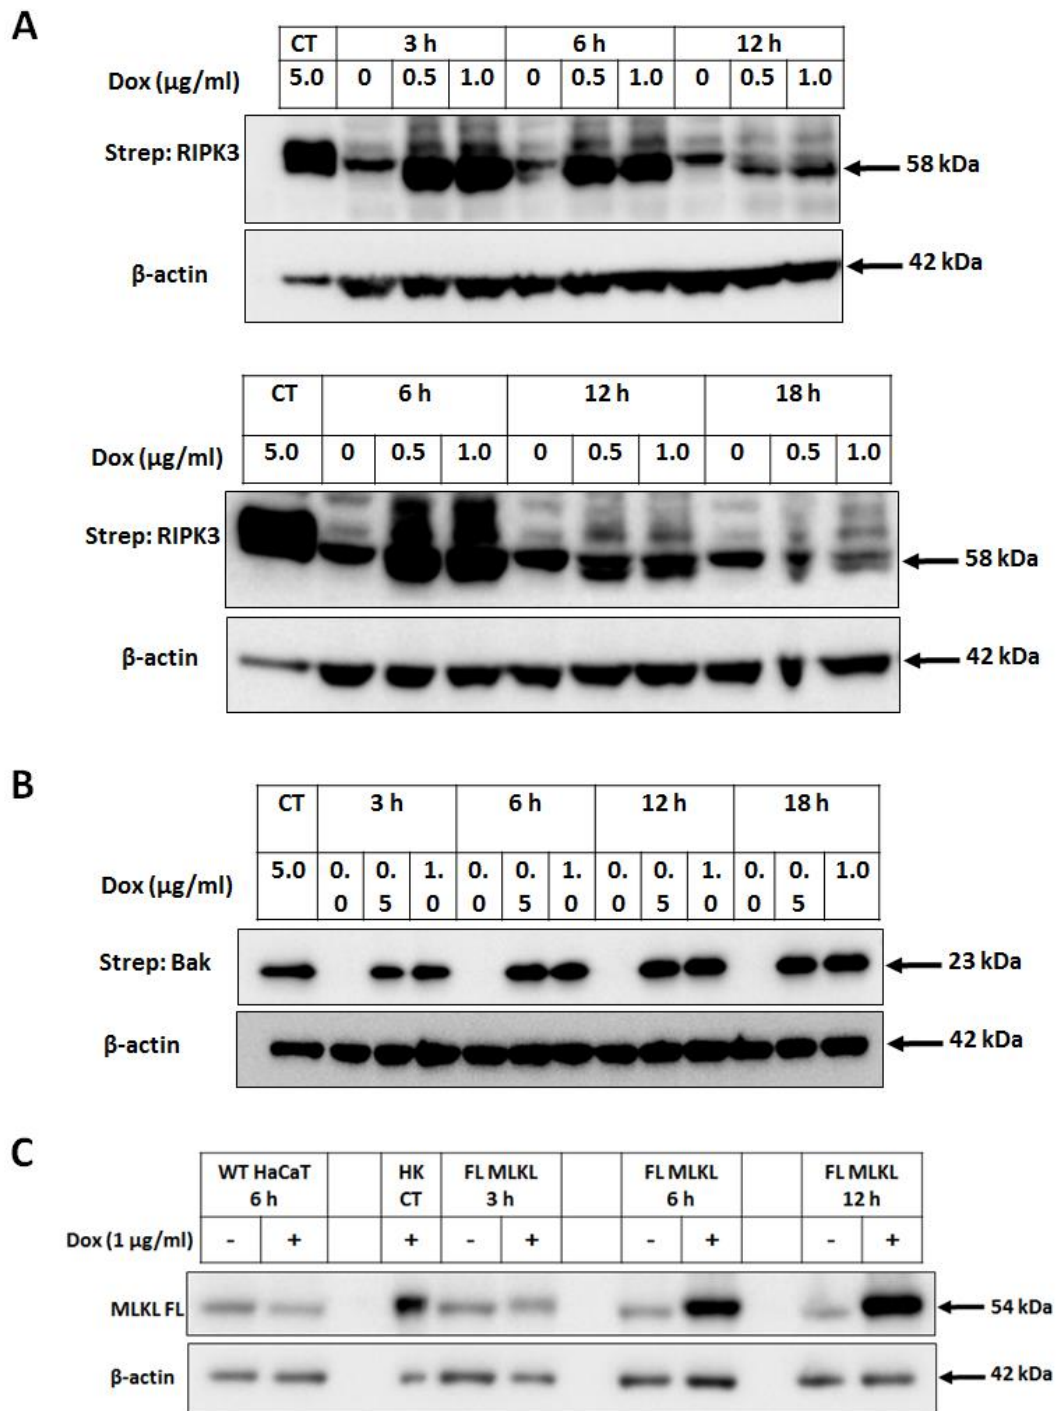 A
CT 3 h 6 h 12 h
Dox (µg/ml) 5.0 0 0.5 1.0 0 0.5 1.0 0 0.5 1.0
Strep: RIPK3 58 kDa
β-actin 42 kDa
CT 6 h 12 h 18 h
Dox (µg/ml) 5.0 0 0.5 1.0 0 0.5 1.0 0 0.5 1.0
Strep: RIPK3 58 kDa
β-actin 42 kDa
B
CT 3 h 6 h 12 h 18 h
Dox (µg/ml) 5.0 0. 0. 1. 0. 0. 1. 0. 0. 1. 0. 0. 1.0
0 5 0 0 5 0 0 5 0 0 5
Strep: Bak 23 kDa
β-actin 42 kDa
C
WT HaCaT HK FL MLKL FL MLKL FL MLKL
6 h CT 3 h 6 h 12 h
Dox (1 µg/ml) - + + - + - + - +
MLKL FL 54 kDa
β-actin 42 kDa